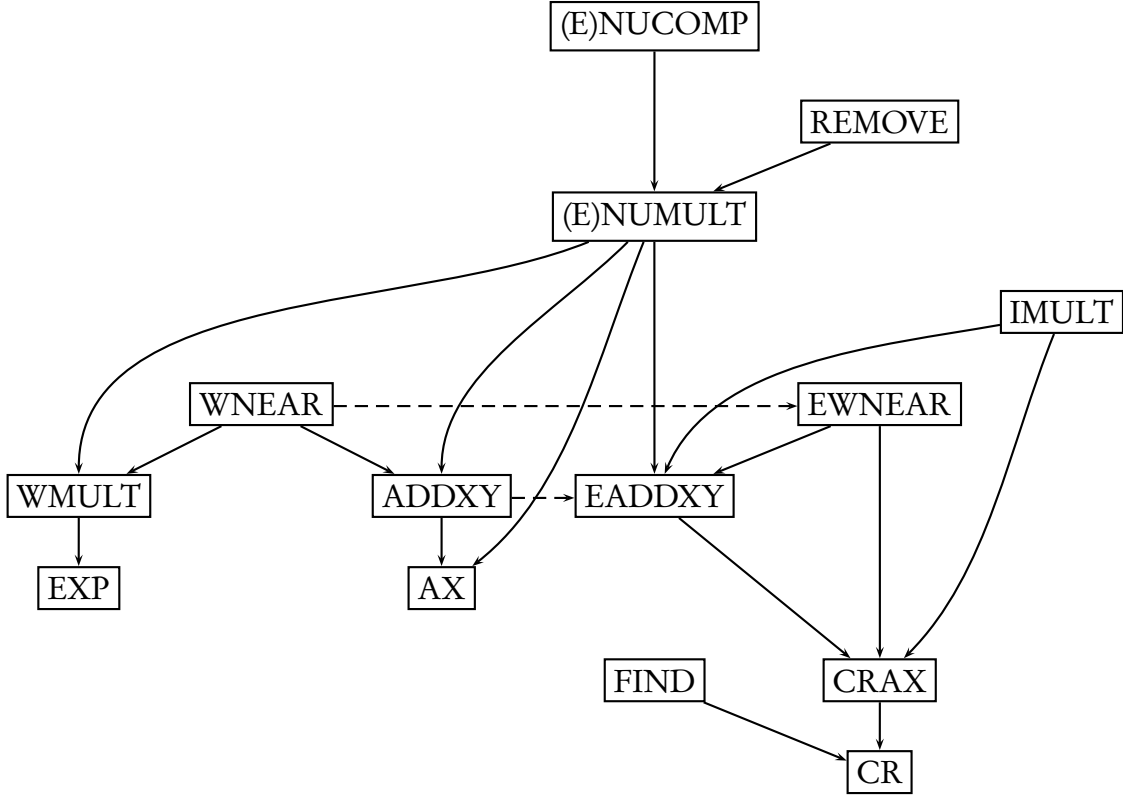 (E)NUCOMP
REMOVE
(E)NUMULT
IMULT
WNEAR
EWNEAR
WMULT
ADDXY
EADDXY
EXP
AX
FIND
CRAX
CR